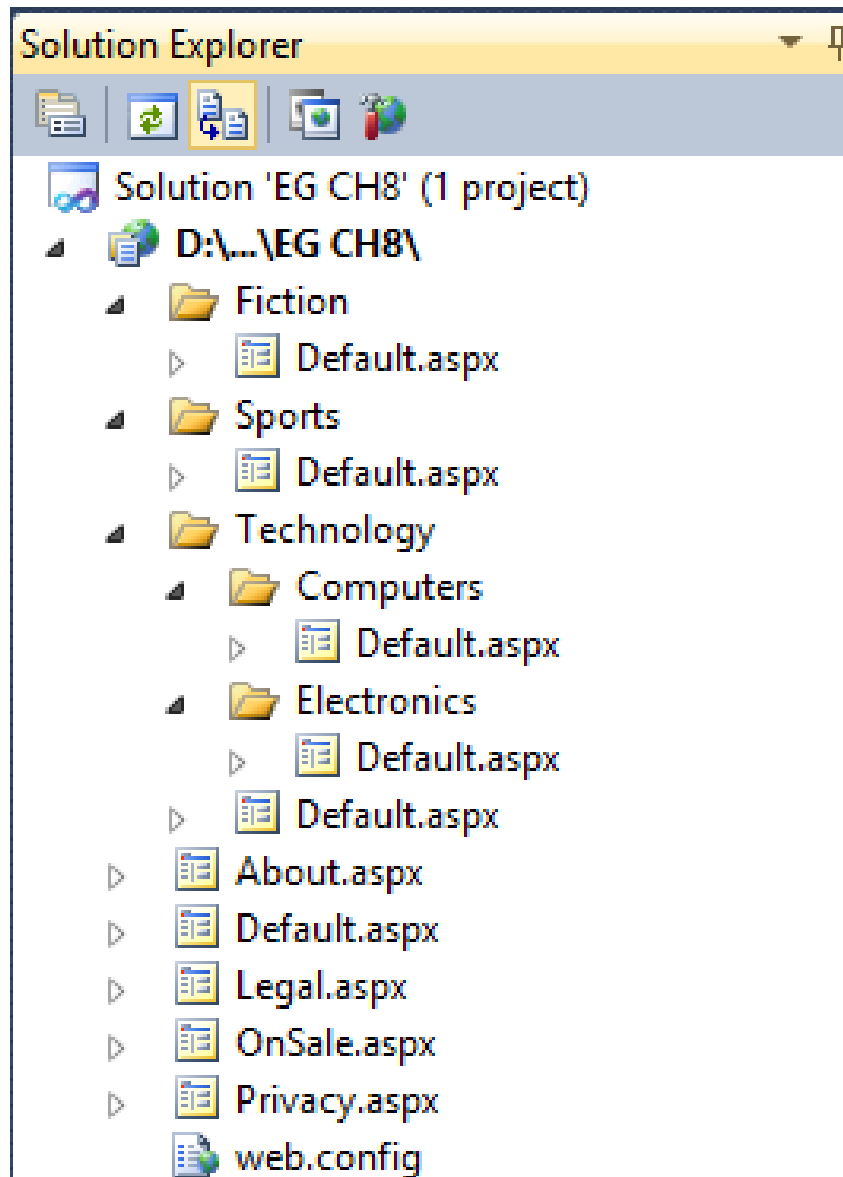 Solution Explorer
Solution 'EG CH8' (1 project)
D:\...\EG CH8\
Fiction
Default.aspx
Sports
Default.aspx
Technology
Computers
Default.aspx
Electronics
Default.aspx
Default.aspx
About.aspx
Default.aspx
Legal.aspx
OnSale.aspx
Privacy.aspx
web.config